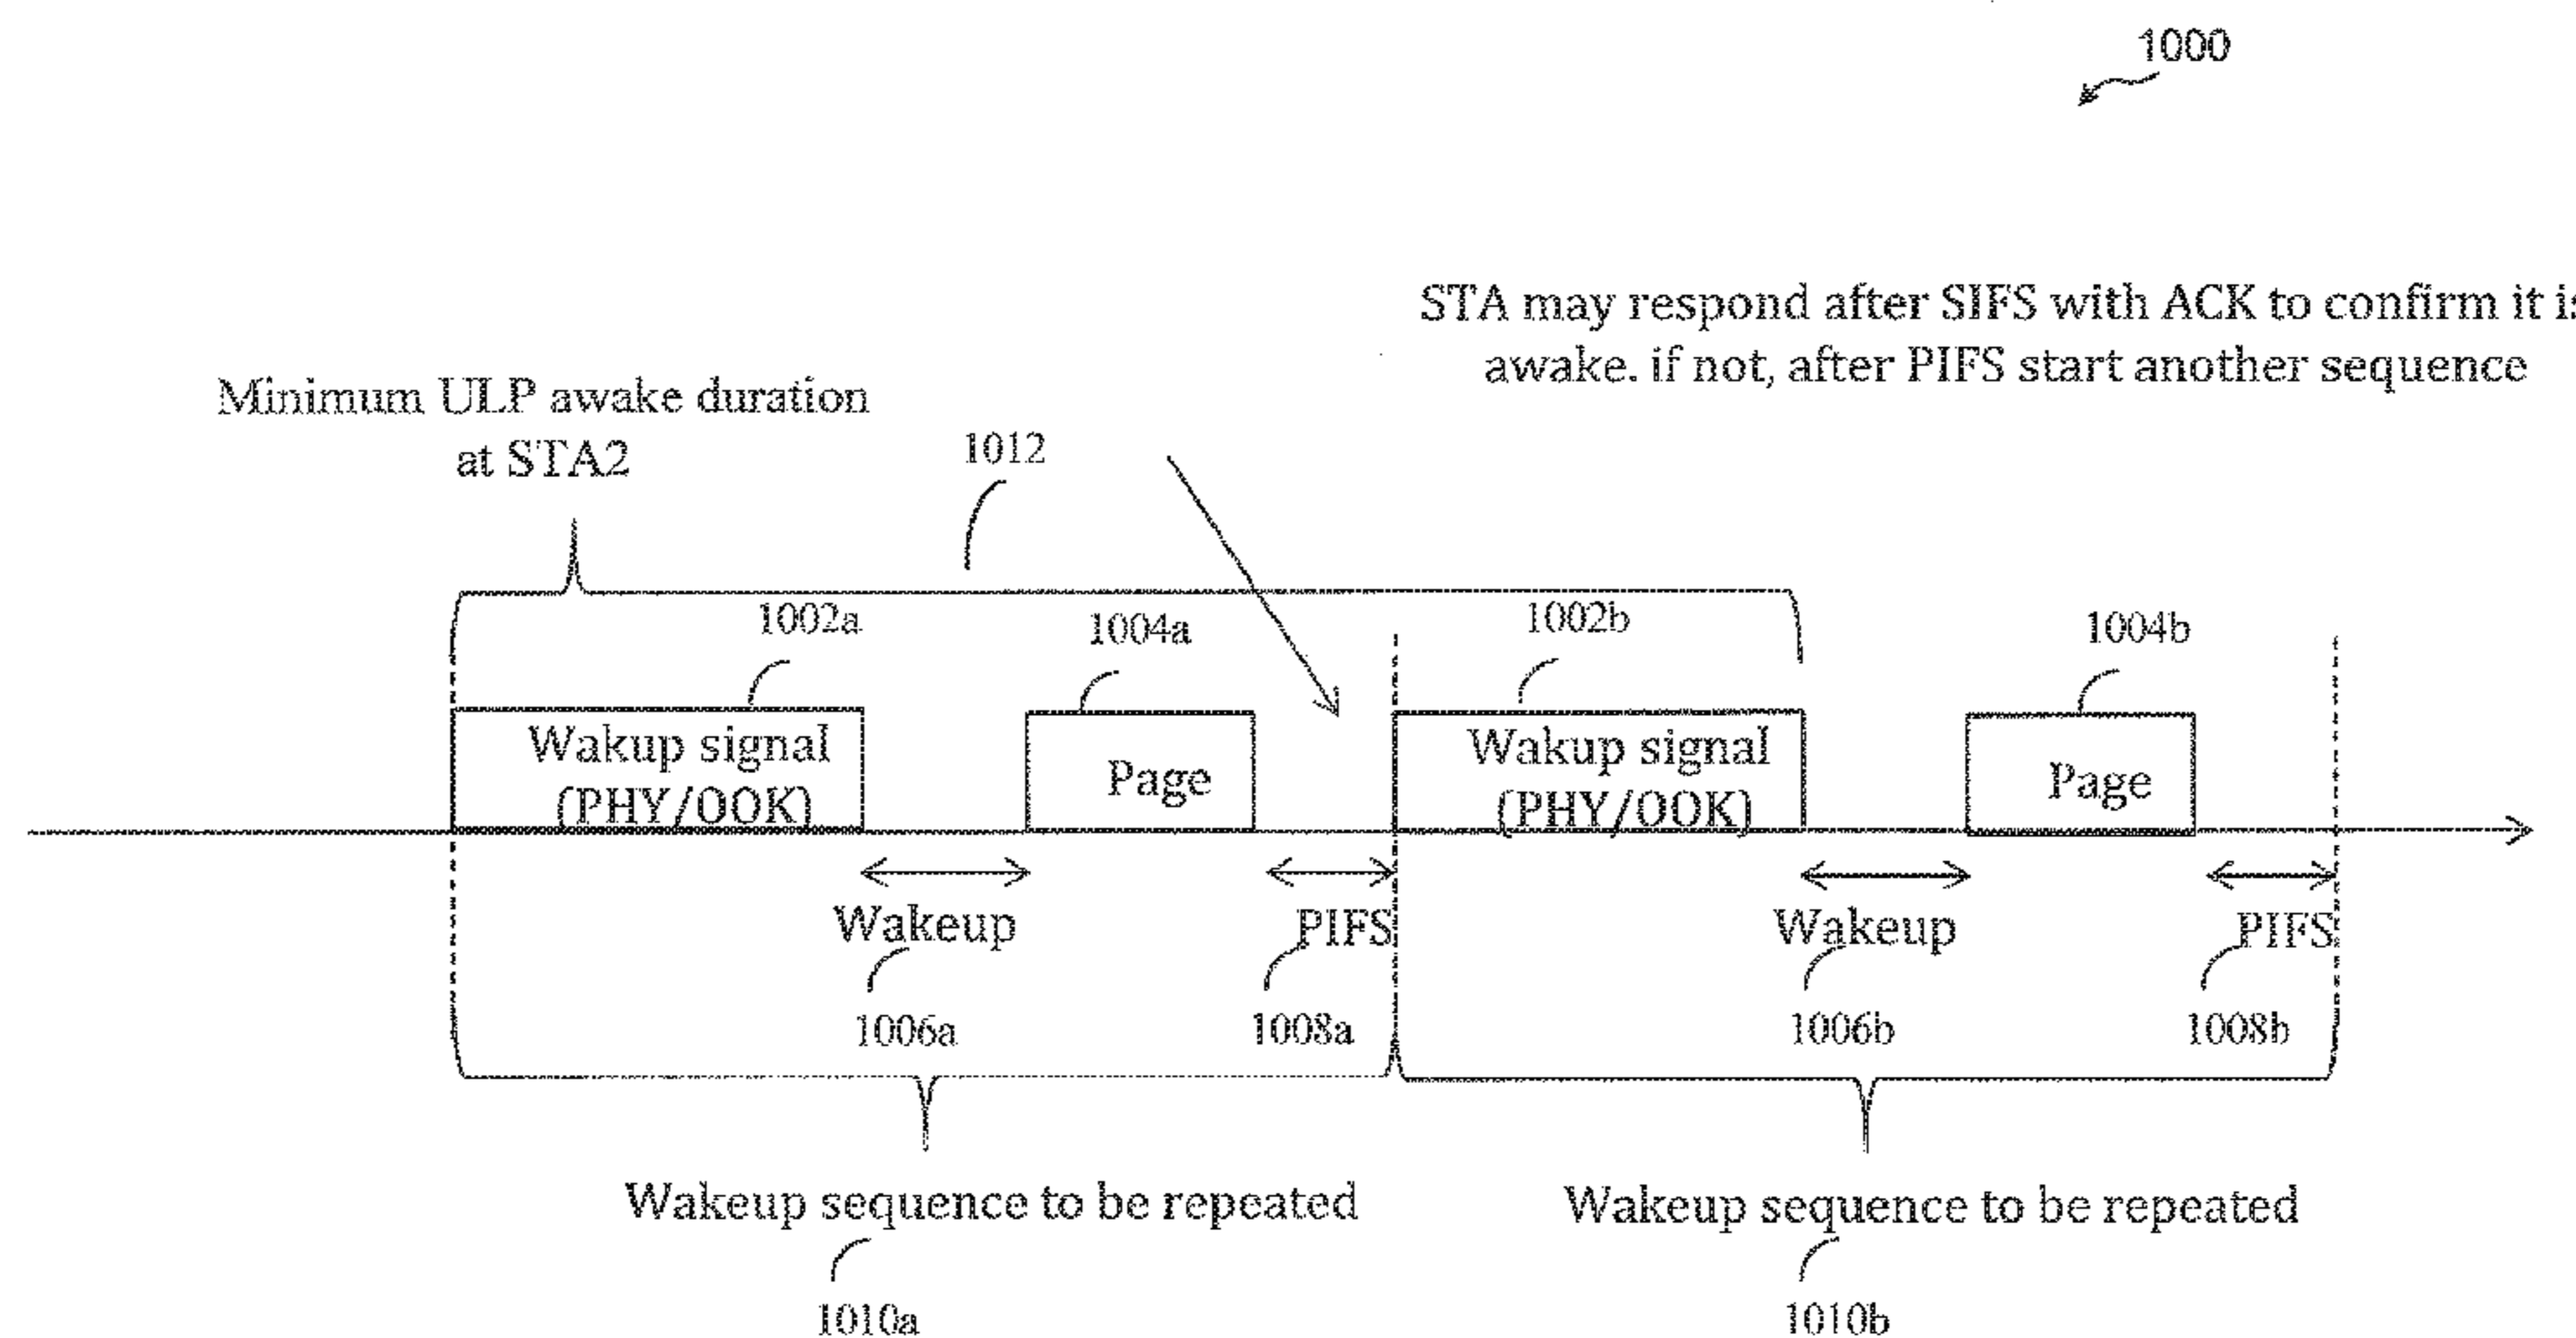 1000
STA may respond after SIFS with ACK to confirm it is
awake. if not, after PIFS start another sequence
Minimum ULP awake duration
at STA2
1012
1002a
1004a
1002b
1004b
Wakup signal
(PHY/OOK)
Page
Wakup signal
(PHY/OOK)
Page
Wakeup
PIFS
Wakeup
PIFS
1006a
1008a
1006b
1008b
Wakeup sequence to be repeated
Wakeup sequence to be repeated
1010a
1010b